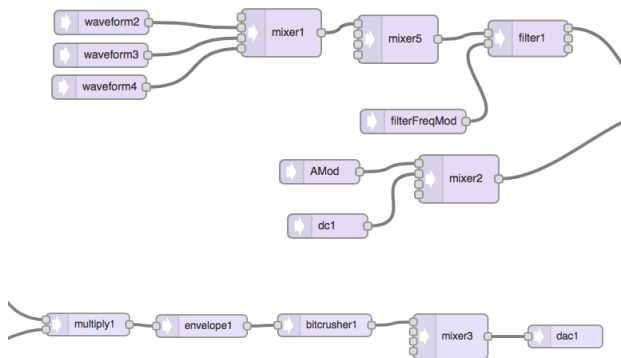 waveform2
mixer1
mixer5
filter1
waveform3
waveform4
filterFreqMod
AMod
mixer2
dc1
multiply1
envelope1
bitcrusher1
mixer3
dac1